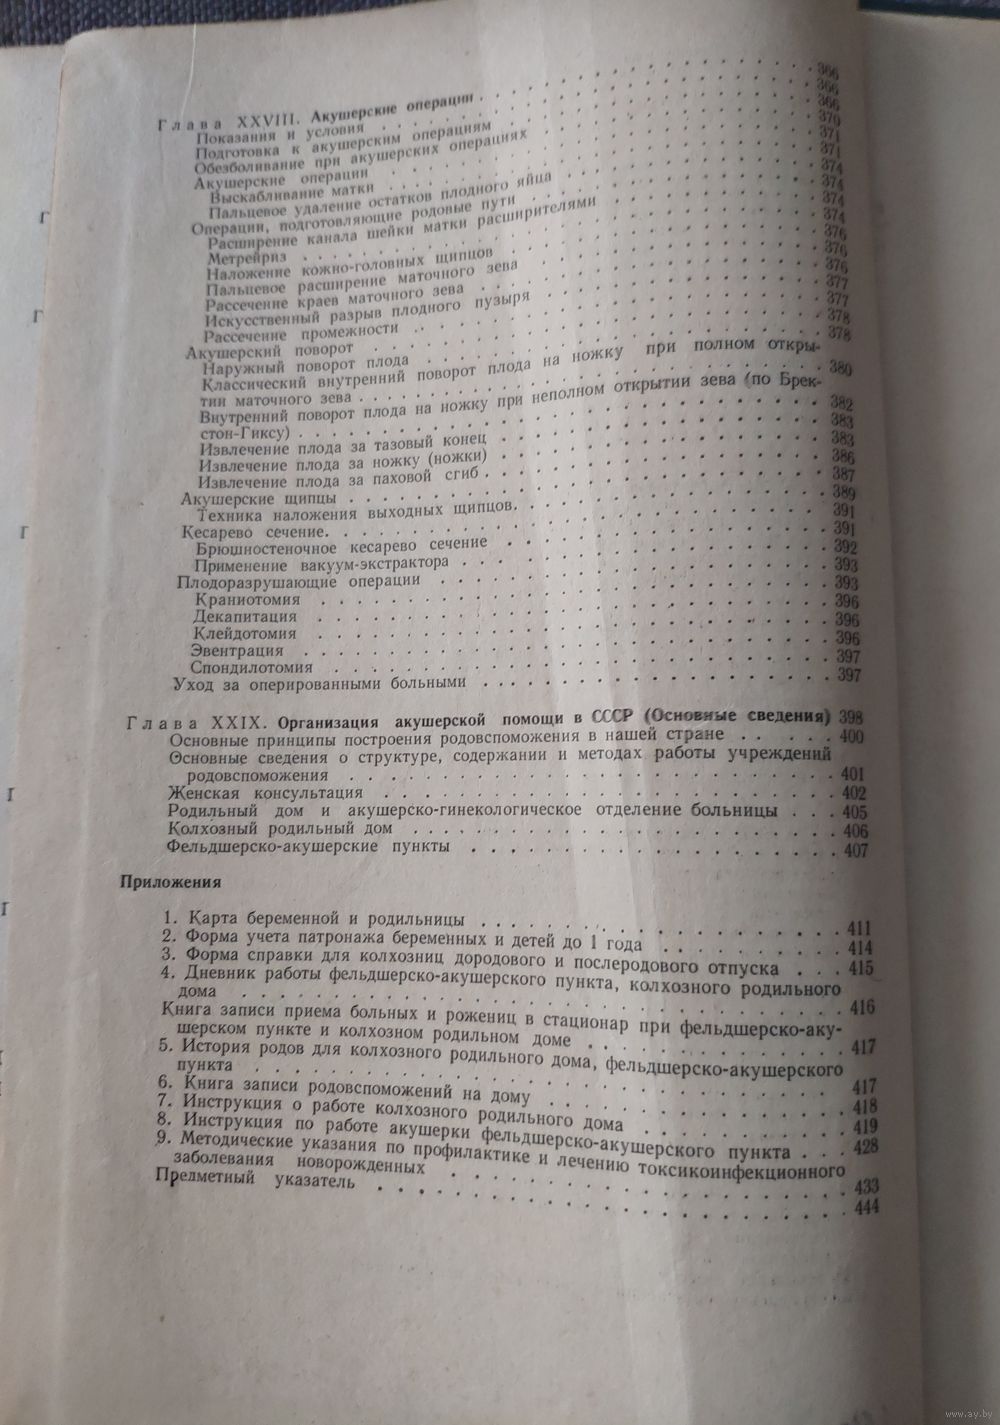 Глава XXVIII. Акушерские операции . . . 366
Показания и условия . . . 366
Подготовка к акушерским операциям . . . 366
Обезболивание при акушерских операциях . . . 370
Акушерские операции . . . 371
Выскабливание матки . . . 371
Пальцевое удаление остатков плодного яйца . . . 374
Операции, подготовляющие родовые пути . . . 374
Расширение канала шейки матки расширителями . . . 374
Метрейриз . . . 374
Наложение кожно-головных щипцов . . . 376
Пальцевое расширение маточного зева . . . 376
Рассечение краев маточного зева . . . 376
Искусственный разрыв плодного пузыря . . . 377
Рассечение промежности . . . 377
Акушерский поворот . . . 378
Наружный поворот плода . . . 378
Классический внутренний поворот плода на ножку при полном откры-
тии маточного зева . . . 380
Внутренний поворот плода на ножку при неполном открытии зева (по Брек-
стон-Гиксу) . . . 382
Извлечение плода за тазовый конец . . . 383
Извлечение плода за ножку (ножки) . . . 383
Извлечение плода за паховой сгиб . . . 386
Акушерские щипцы . . . 387
Техника наложения выходных щипцов . . . 389
Кесарево сечение . . . 391
Брюшностеночное кесарево сечение . . . 391
Применение вакуум-экстрактора . . . 392
Плодоразрушающие операции . . . 393
Краниотомия . . . 393
Декапитация . . . 396
Клейдотомия . . . 396
Эвентрация . . . 396
Спондилотомия . . . 397
Уход за оперированными больными . . . 397
Глава XXIX. Организация акушерской помощи в СССР (Основные сведения) 398
Основные принципы построения родовспоможения в нашей стране . . . 400
Основные сведения о структуре, содержании и методах работы учреждений
родовспоможения . . . 401
Женская консультация . . . 402
Родильный дом и акушерско-гинекологическое отделение больницы . . . 405
Колхозный родильный дом . . . 406
Фельдшерско-акушерские пункты . . . 407
Приложения
1. Карта беременной и родильницы . . . 411
2. Форма учета патронажа беременных и детей до 1 года . . . 414
3. Форма справки для колхозниц дородового и послеродового отпуска . . . 415
4. Дневник работы фельдшерско-акушерского пункта, колхозного родильного
дома . . . 416
Книга записи приема больных и рожениц в стационар при фельдшерско-аку-
шерском пункте и колхозном родильном доме . . . 417
5. История родов для колхозного родильного дома, фельдшерско-акушерского
пункта . . . 417
6. Книга записи родовспоможений на дому . . . 418
7. Инструкция о работе колхозного родильного дома . . . 419
8. Инструкция по работе акушерки фельдшерско-акушерского пункта . . . 428
9. Методические указания по профилактике и лечению токсикоинфекционного
заболевания новорожденных . . . 433
Предметный указатель . . . 444
www.ay.by